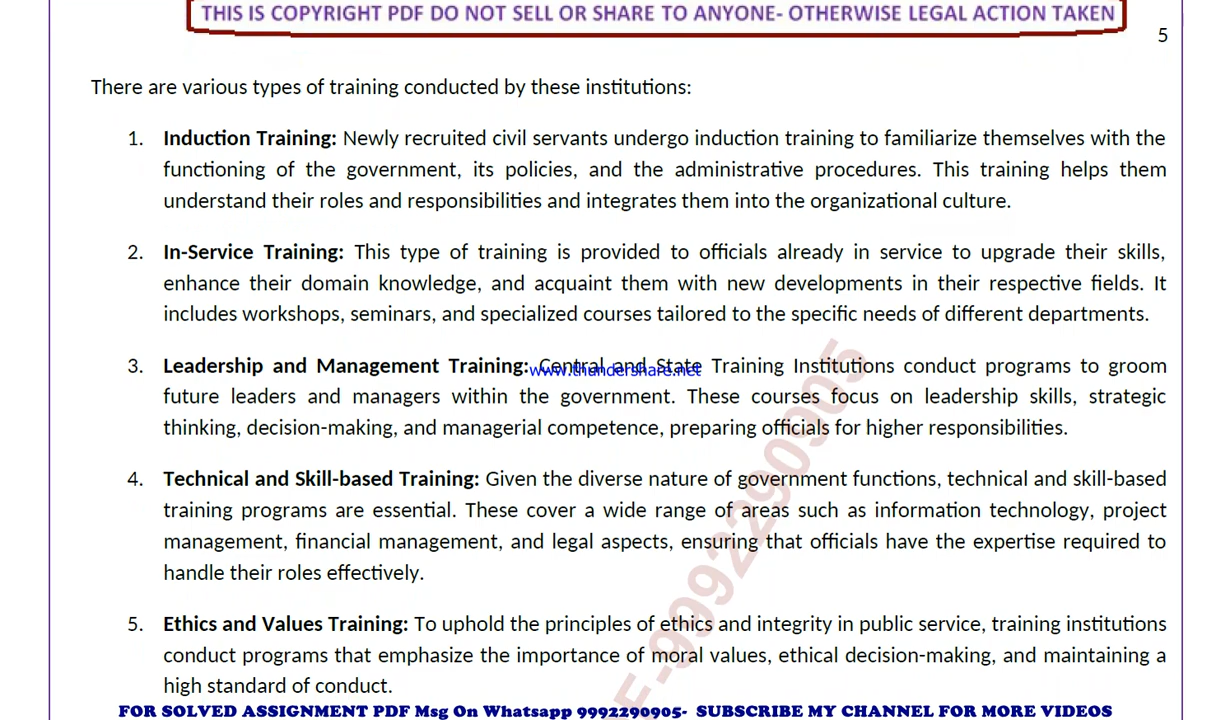 THIS IS COPYRIGHT PDF DO NOT SELL OR SHARE TO ANYONE- OTHERWISE LEGAL ACTION TAKEN
5
There are various types of training conducted by these institutions:
1. Induction Training: Newly recruited civil servants undergo induction training to familiarize themselves with the
functioning of the government, its policies, and the administrative procedures. This training helps them
understand their roles and responsibilities and integrates them into the organizational culture.
2. In-Service Training: This type of training is provided to officials already in service to upgrade their skills,
enhance their domain knowledge, and acquaint them with new developments in their respective fields. It
includes workshops, seminars, and specialized courses tailored to the specific needs of different departments.
3. Leadership and Management Training: Central and State Training Institutions conduct programs to groom
www.thundershare.net
future leaders and managers within the government. These courses focus on leadership skills, strategic
thinking, decision-making, and managerial competence, preparing officials for higher responsibilities.
4. Technical and Skill-based Training: Given the diverse nature of government functions, technical and skill-based
training programs are essential. These cover a wide range of areas such as information technology, project
management, financial management, and legal aspects, ensuring that officials have the expertise required to
handle their roles effectively.
5. Ethics and Values Training: To uphold the principles of ethics and integrity in public service, training institutions
conduct programs that emphasize the importance of moral values, ethical decision-making, and maintaining a
high standard of conduct.
-9992290905
FOR SOLVED ASSIGNMENT PDF Msg On Whatsapp 9992290905- SUBSCRIBE MY CHANNEL FOR MORE VIDEOS